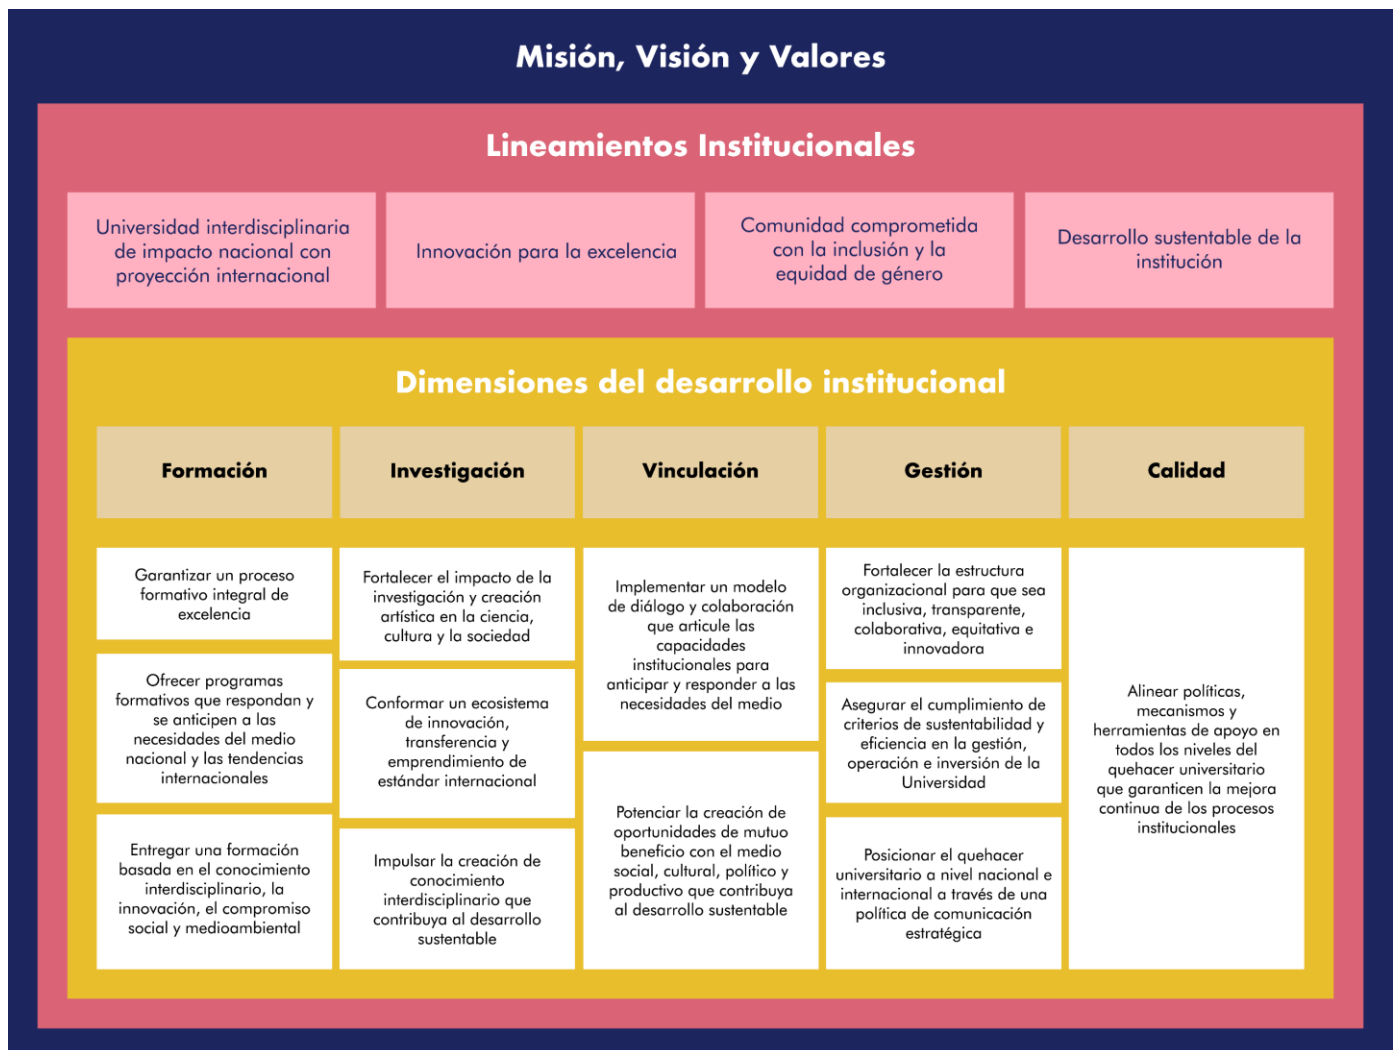 Misión, Visión y Valores
Lineamientos Institucionales
Universidad interdisciplinaria
de impacto nacional con
proyección internacional
Innovación para la excelencia
Comunidad comprometida
con la inclusión y la
equidad de género
Desarrollo sustentable de la
institución
Dimensiones del desarrollo institucional
Formación
Investigación
Vinculación
Gestión
Calidad
Garantizar un proceso
formativo integral de
excelencia
Ofrecer programas
formativos que respondan y
se anticipen a las
necesidades del medio
nacional y las tendencias
internacionales
Entregar una formación
basada en el conocimiento
interdisciplinario, la
innovación, el compromiso
social y medioambiental
Fortalecer el impacto de la
investigación y creación
artística en la ciencia,
cultura y la sociedad
Conformar un ecosistema
de innovación,
transferencia y
emprendimiento de
estándar internacional
Impulsar la creación de
conocimiento
interdisciplinario que
contribuya al desarrollo
sustentable
Implementar un modelo
de diálogo y colaboración
que articule las
capacidades
institucionales para
anticipar y responder a las
necesidades del medio
Potenciar la creación de
oportunidades de mutuo
beneficio con el medio
social, cultural, político y
productivo que contribuya
al desarrollo sustentable
Fortalecer la estructura
organizacional para que sea
inclusiva, transparente,
colaborativa, equitativa e
innovadora
Asegurar el cumplimiento de
criterios de sustentabilidad y
eficiencia en la gestión,
operación e inversión de la
Universidad
Posicionar el quehacer
universitario a nivel nacional e
internacional a través de una
política de comunicación
estratégica
Alinear políticas,
mecanismos y
herramientas de apoyo en
todos los niveles del
quehacer universitario
que garanticen la mejora
continua de los procesos
institucionales